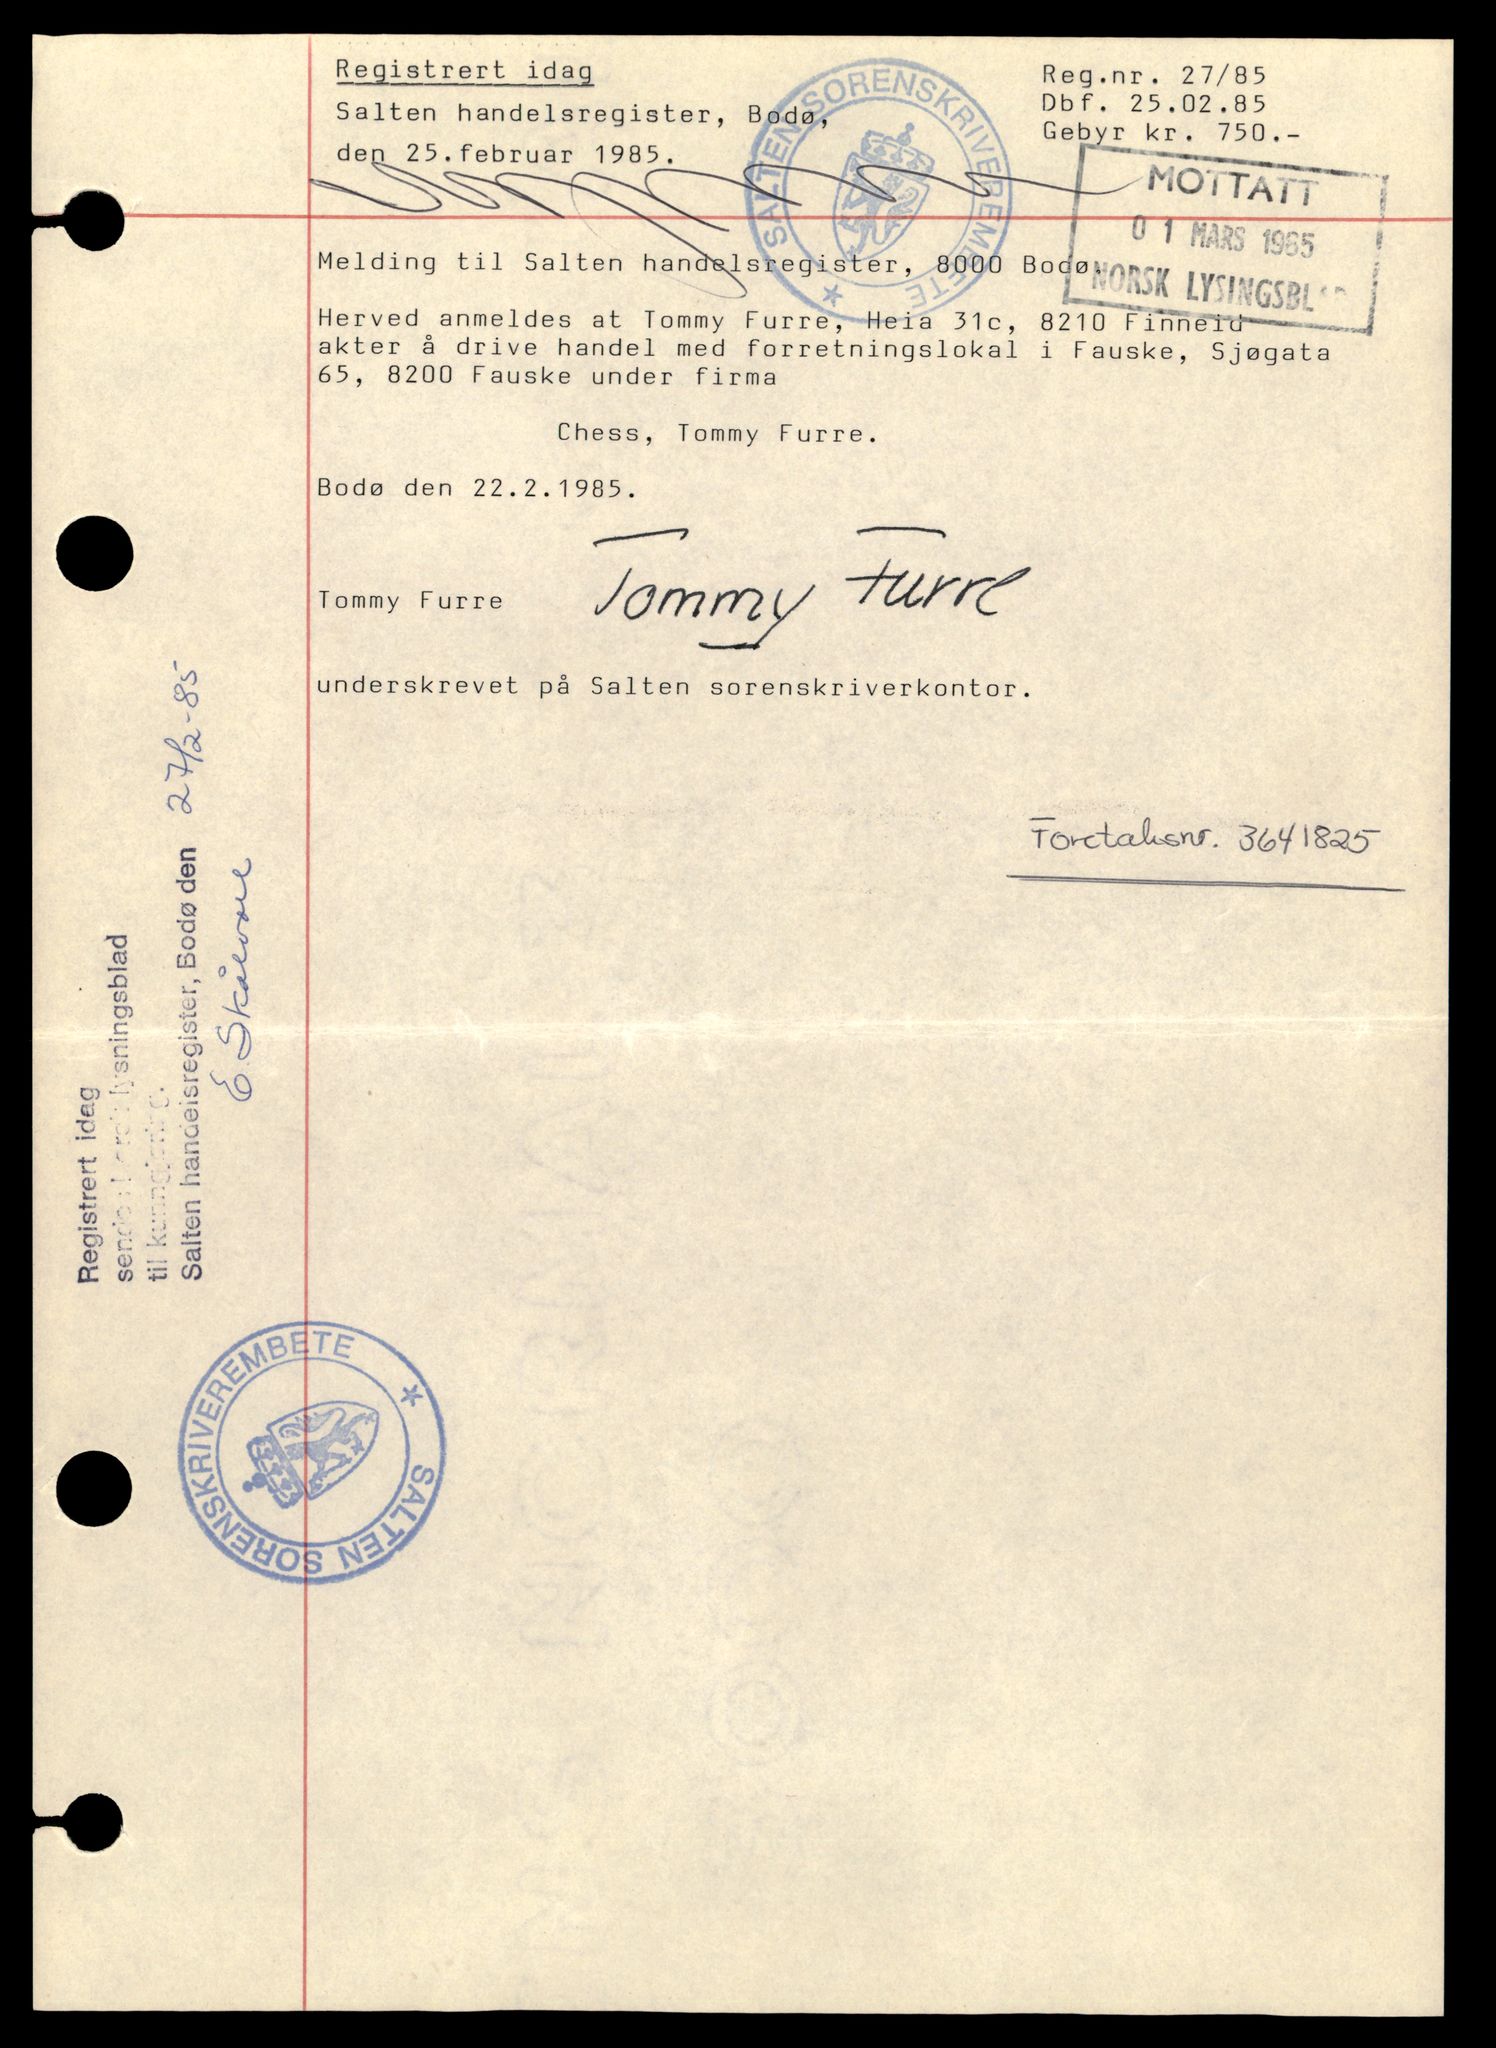 Registrert idag
Salten handelsregister, Bodø,
den 25.februar 1985.
Reg.nr. 27/85
Dbf. 25.02.85
Gebyr kr. 750.-
SALTEN SORENSKRIVEREMBETE
MOTTATT
01 MARS 1985
NORSK LYSINGSBL
Melding til Salten handelsregister, 8000 Bodø.
Herved anmeldes at Tommy Furre, Heia 31c, 8210 Finneid
akter å drive handel med forretningslokal i Fauske, Sjøgata
65, 8200 Fauske under firma
Chess, Tommy Furre.
Bodø den 22.2.1985.
Tommy Furre Tommy Furre
underskrevet på Salten sorenskriverkontor.
Foretaksnr. 3641825
Registrert idag
lysningsblad
til kunngjøring.
Salten handelsregister, Bodø den 27/2-85
SALTEN SORENSKRIVEREMBETE